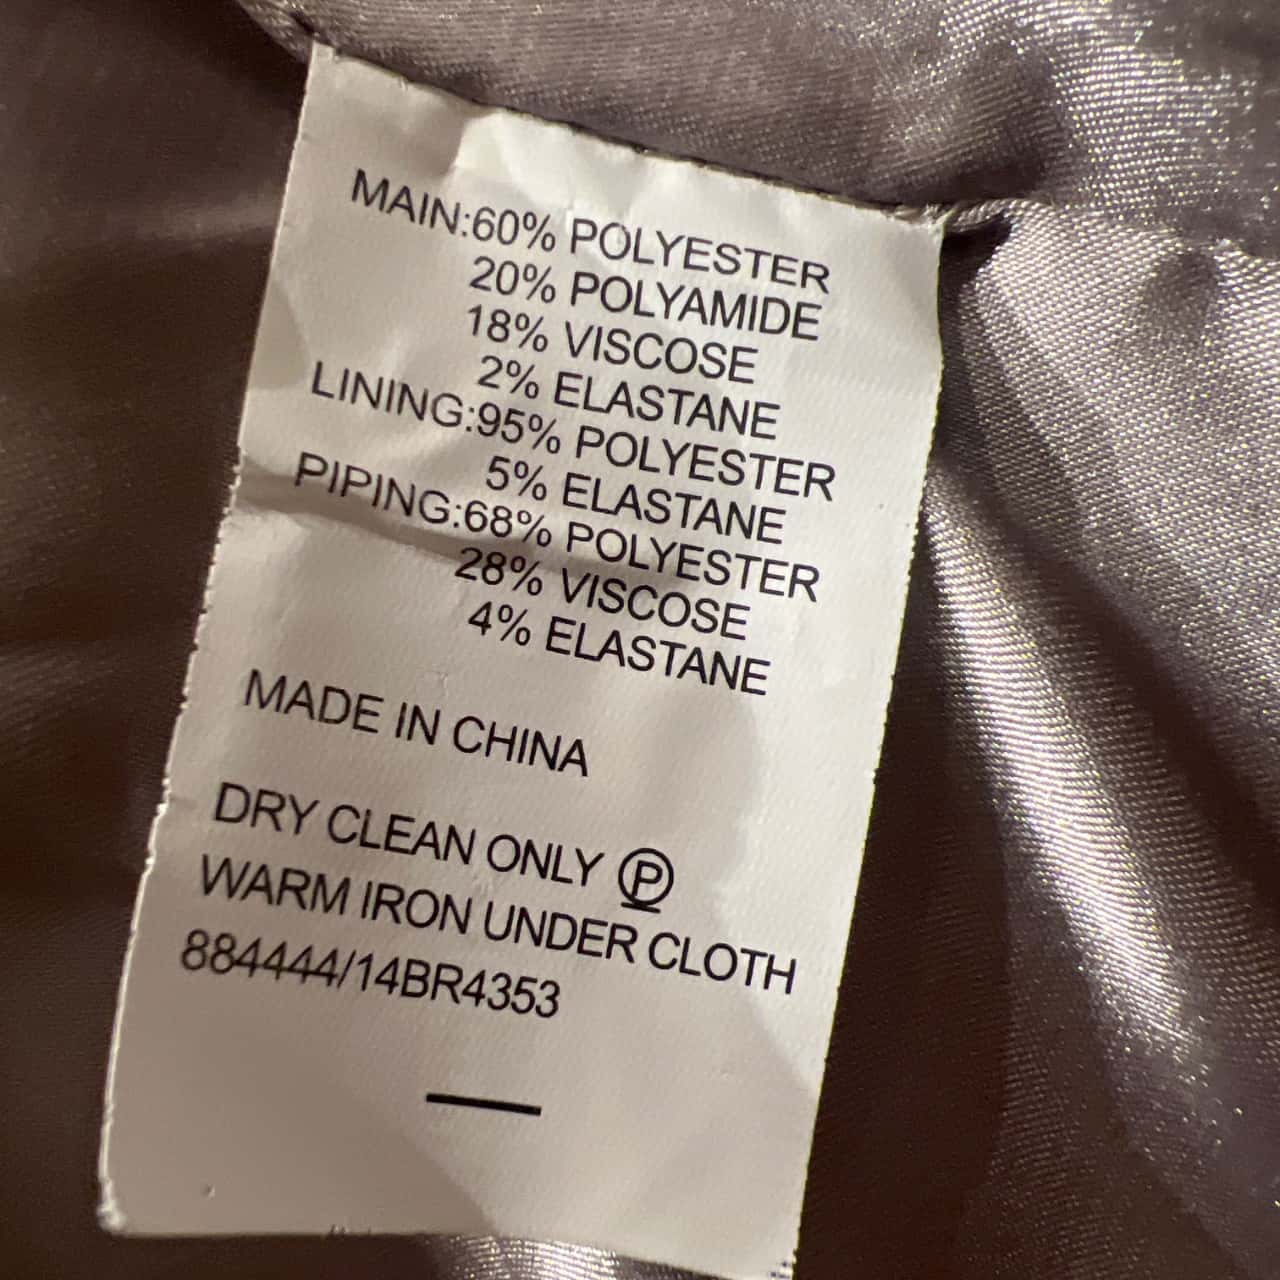 MAIN:60% POLYESTER
20% POLYAMIDE
18% VISCOSE
2% ELASTANE
LINING:95% POLYESTER
5% ELASTANE
PIPING:68% POLYESTER
28% VISCOSE
4% ELASTANE
MADE IN CHINA
DRY CLEAN ONLY P
WARM IRON UNDER CLOTH
884444/14BR4353